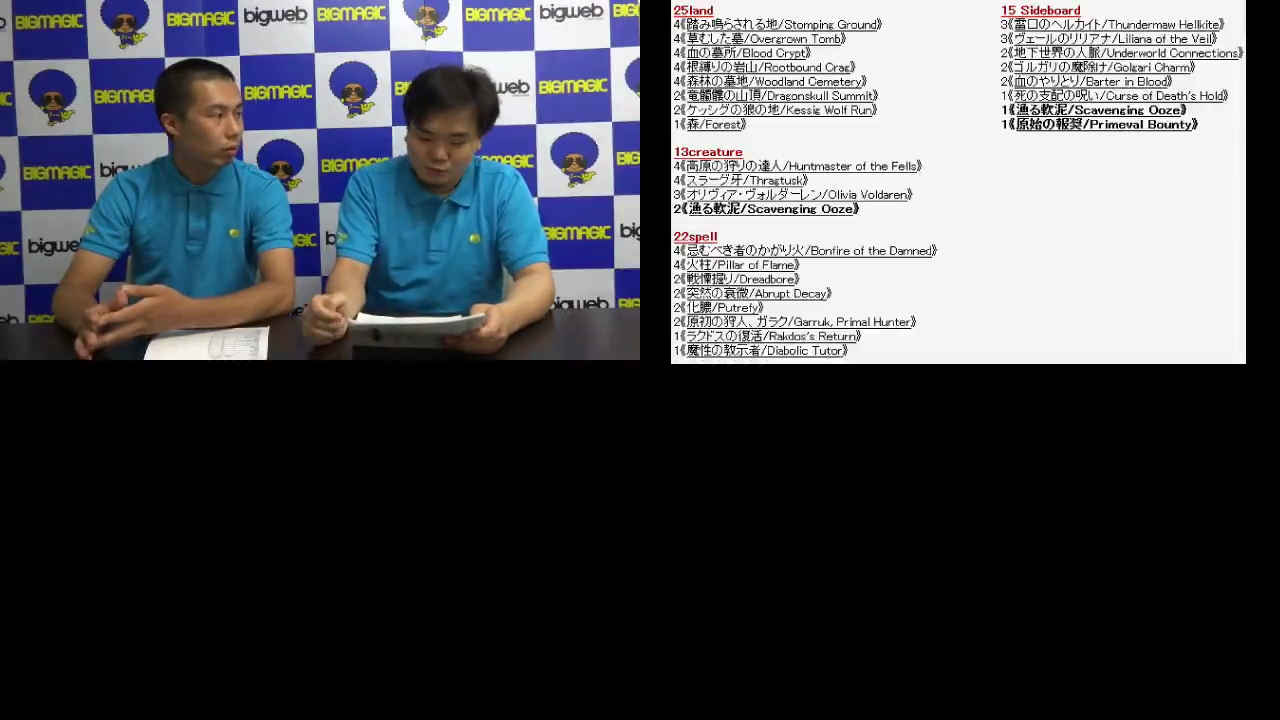 BIGMAGIC
bigweb
BIGMAGIC
bigweb
BIG
BIGMAGIC
BIGMAGIC
BIGMAGIC
BIGMAGIC
bigweb
BIGMAGIC
bigweb
25land
4《踏み鳴らされる地/Stomping Ground》
4《草むした墓/Overgrown Tomb》
4《血の墓所/Blood Crypt》
4《根縛りの岩山/Rootbound Crag》
4《森林の墓地/Woodland Cemetery》
2《竜髑髏の山頂/Dragonskull Summit》
2《ケッシグの狼の地/Kessig Wolf Run》
1《森/Forest》
13creature
4《高原の狩りの達人/Huntmaster of the Fells》
4《スラーグ牙/Thragtusk》
3《オリヴィア・ヴォルダーレン/Olivia Voldaren》
2《漁る軟泥/Scavenging Ooze》
22spell
4《忌むべき者のかがり火/Bonfire of the Damned》
4《火柱/Pillar of Flame》
2《戦慄掘り/Dreadbore》
2《突然の衰微/Abrupt Decay》
2《化膿/Putrefy》
2《原初の狩人、ガラク/Garruk, Primal Hunter》
1《ラクドスの復活/Rakdos's Return》
1《魔性の教示者/Diabolic Tutor》
15 Sideboard
3《雷口のヘルカイト/Thundermaw Hellkite》
3《ヴェールのリリアナ/Liliana of the Veil》
2《地下世界の人脈/Underworld Connections》
2《ゴルガリの魔除け/Golgari Charm》
2《血のやりとり/Barter in Blood》
1《死の支配の呪い/Curse of Death's Hold》
1《漁る軟泥/Scavenging Ooze》
1《原始の報奨/Primeval Bounty》